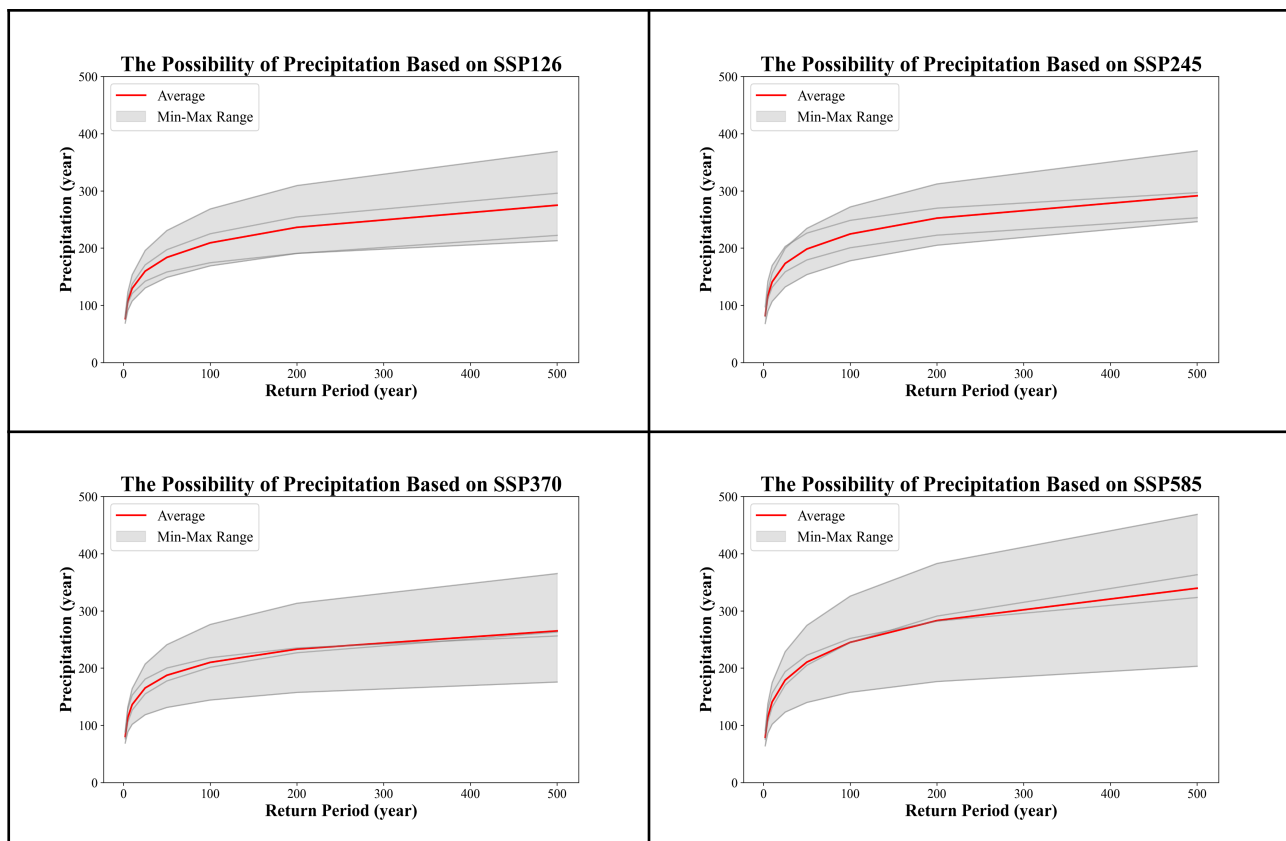 The Possibility of Precipitation Based on SSP126
500
400
300
200
100
0
Precipitation (year)
Average
Min-Max Range
0 100 200 300 400 500
Return Period (year)
The Possibility of Precipitation Based on SSP245
500
400
300
200
100
0
Precipitation (year)
Average
Min-Max Range
0 100 200 300 400 500
Return Period (year)
The Possibility of Precipitation Based on SSP370
500
400
300
200
100
0
Precipitation (year)
Average
Min-Max Range
0 100 200 300 400 500
Return Period (year)
The Possibility of Precipitation Based on SSP585
500
400
300
200
100
0
Precipitation (year)
Average
Min-Max Range
0 100 200 300 400 500
Return Period (year)